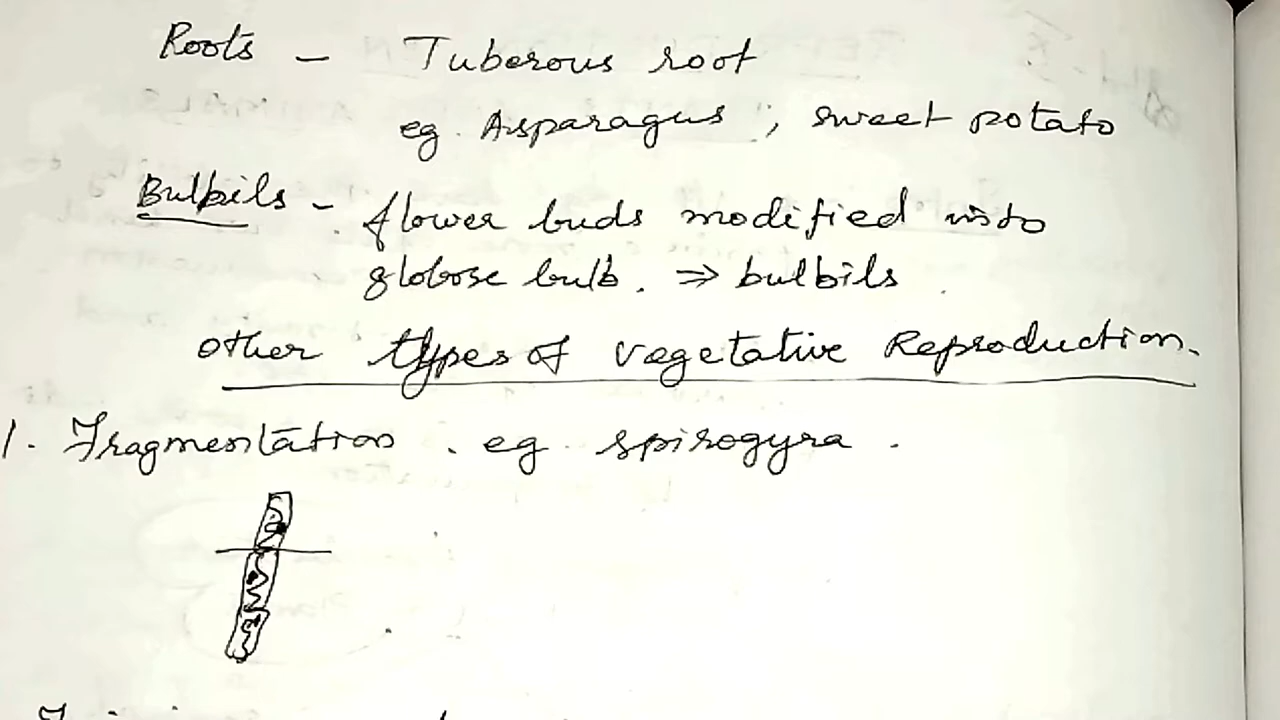 Roots - Tuberous root
eg. Asparagus, sweet potato
Bulbils - flower buds modified into
globose bulb. ⇒ bulbils
other types of vegetative Reproduction.
1. Fragmentation. eg. spirogyra.